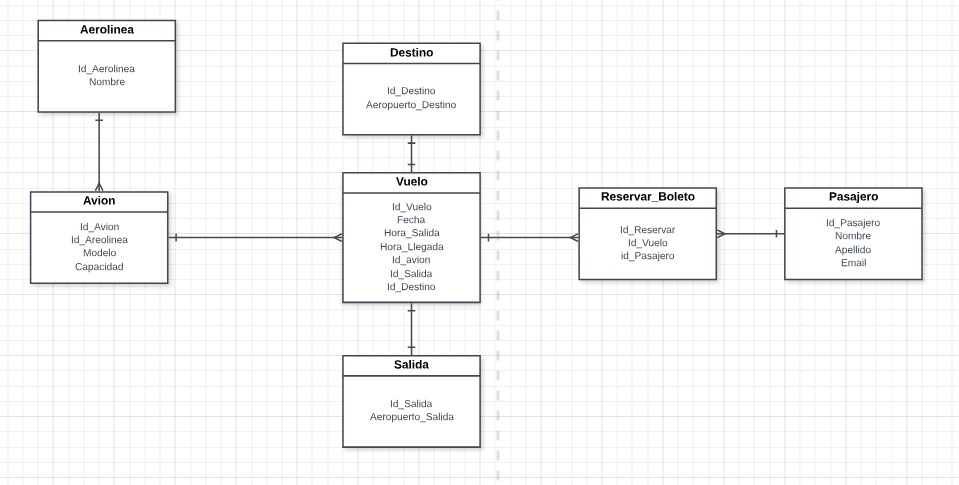 Aerolinea
Id_Aerolinea
Nombre
Destino
Id_Destino
Aeropuerto_Destino
Avion
Id_Avion
Id_Areolinea
Modelo
Capacidad
Vuelo
Id_Vuelo
Fecha
Hora_Salida
Hora_Llegada
Id_avion
Id_Salida
Id_Destino
Reservar_Boleto
Id_Reservar
Id_Vuelo
id_Pasajero
Pasajero
Id_Pasajero
Nombre
Apellido
Email
Salida
Id_Salida
Aeropuerto_Salida